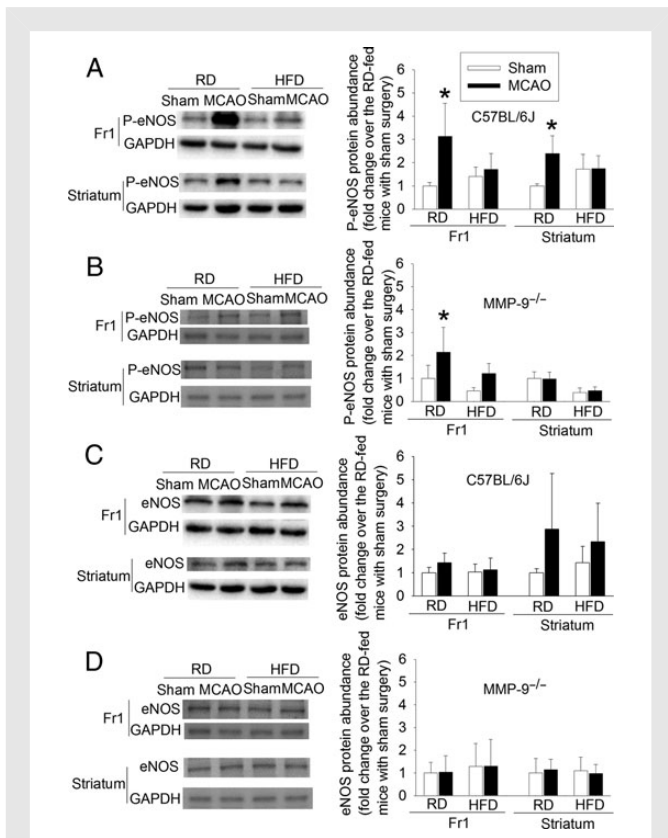 A
RD HFD
Sham MCAO ShamMCAO
Fr1
P-eNOS
GAPDH
Striatum
P-eNOS
GAPDH
P-eNOS protein abundance
(fold change over the RD-fed
mice with sham surgery)
6
5
4
3
2
1
0
Sham
MCAO
C57BL/6J
*
*
RD HFD RD HFD
Fr1 Striatum
B
RD HFD
Sham MCAO ShamMCAO
Fr1
P-eNOS
GAPDH
Striatum
P-eNOS
GAPDH
P-eNOS protein abundance
(fold change over the RD-fed
mice with sham surgery)
6
5
4
3
2
1
0
MMP-9⁻/⁻
*
RD HFD RD HFD
Fr1 Striatum
C
RD HFD
Sham MCAO ShamMCAO
Fr1
eNOS
GAPDH
Striatum
eNOS
GAPDH
eNOS protein abundance
(fold change over the RD-fed
mice with sham surgery)
6
5
4
3
2
1
0
C57BL/6J
RD HFD RD HFD
Fr1 Striatum
D
RD HFD
Sham MCAO ShamMCAO
Fr1
eNOS
GAPDH
Striatum
eNOS
GAPDH
eNOS protein abundance
(fold change over the RD-fed
mice with sham surgery)
6
5
4
3
2
1
0
MMP-9⁻/⁻
RD HFD RD HFD
Fr1 Striatum